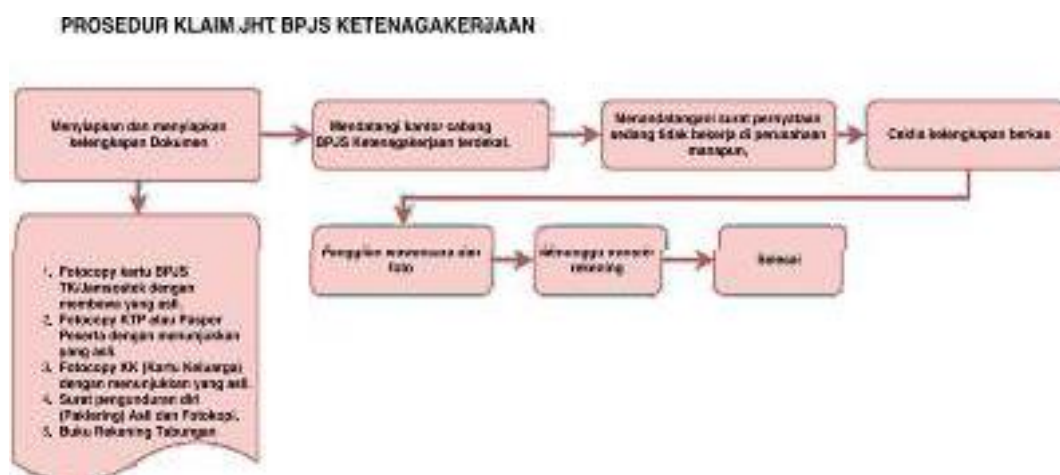 PROSEDUR KLAIM JHT BPJS KETENAGAKERJAAN
Menyiapkan dan menyiapkan
kelengkapan Dokumen
Mendatangi kantor cabang
BPJS Ketenagakerjaan terdekat.
Menandatangani surat pernyataan
sedang tidak bekerja di perusahaan
manapun.
Cek kelengkapan berkas
Panggilan wawancara dan
foto
Menunggu transfer
rekening
Selesai
1. Fotocopy kartu BPJS
TK/Jamsostek dengan
membawa yang asli.
2. Fotocopy KTP atau Paspor
Peserta dengan menunjukkan
yang asli
3. Fotocopy KK (Kartu Keluarga)
dengan menunjukkan yang asli.
4. Surat pengunduran diri
(Paklaring) Asli dan Fotokopi.
5. Buku Rekening Tabungan